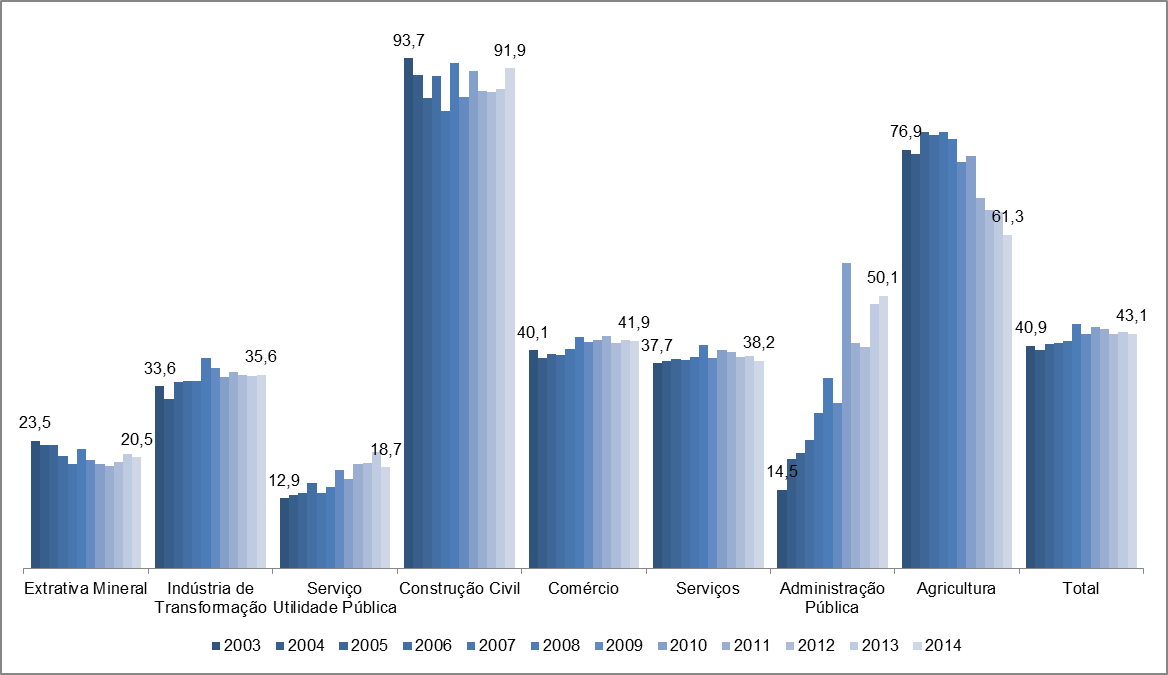 93,7
91,9
76,9
61,3
50,1
40,1
41,9
37,7
38,2
40,9
43,1
33,6
35,6
23,5
20,5
12,9
18,7
14,5
Extrativa Mineral
Indústria de
Transformação
Serviço
Utilidade Pública
Construção Civil
Comércio
Serviços
Administração
Pública
Agricultura
Total
2003 2004 2005 2006 2007 2008 2009 2010 2011 2012 2013 2014